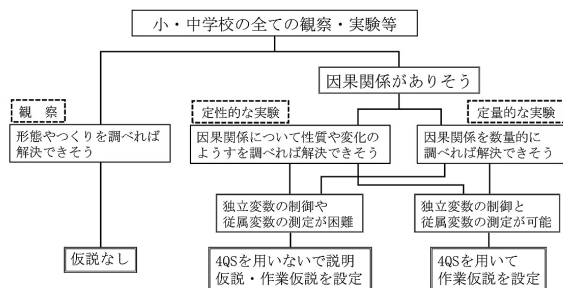 小・中学校の全ての観察・実験等
因果関係がありそう
観　察
定性的な実験
定量的な実験
形態やつくりを調べれば
解決できそう
因果関係について性質や変化の
ようすを調べれば解決できそう
因果関係を数量的に
調べれば解決できそう
独立変数の制御や
従属変数の測定が困難
独立変数の制御と
従属変数の測定が可能
仮説なし
4QSを用いないで説明
仮説・作業仮説を設定
4QSを用いて
作業仮説を設定